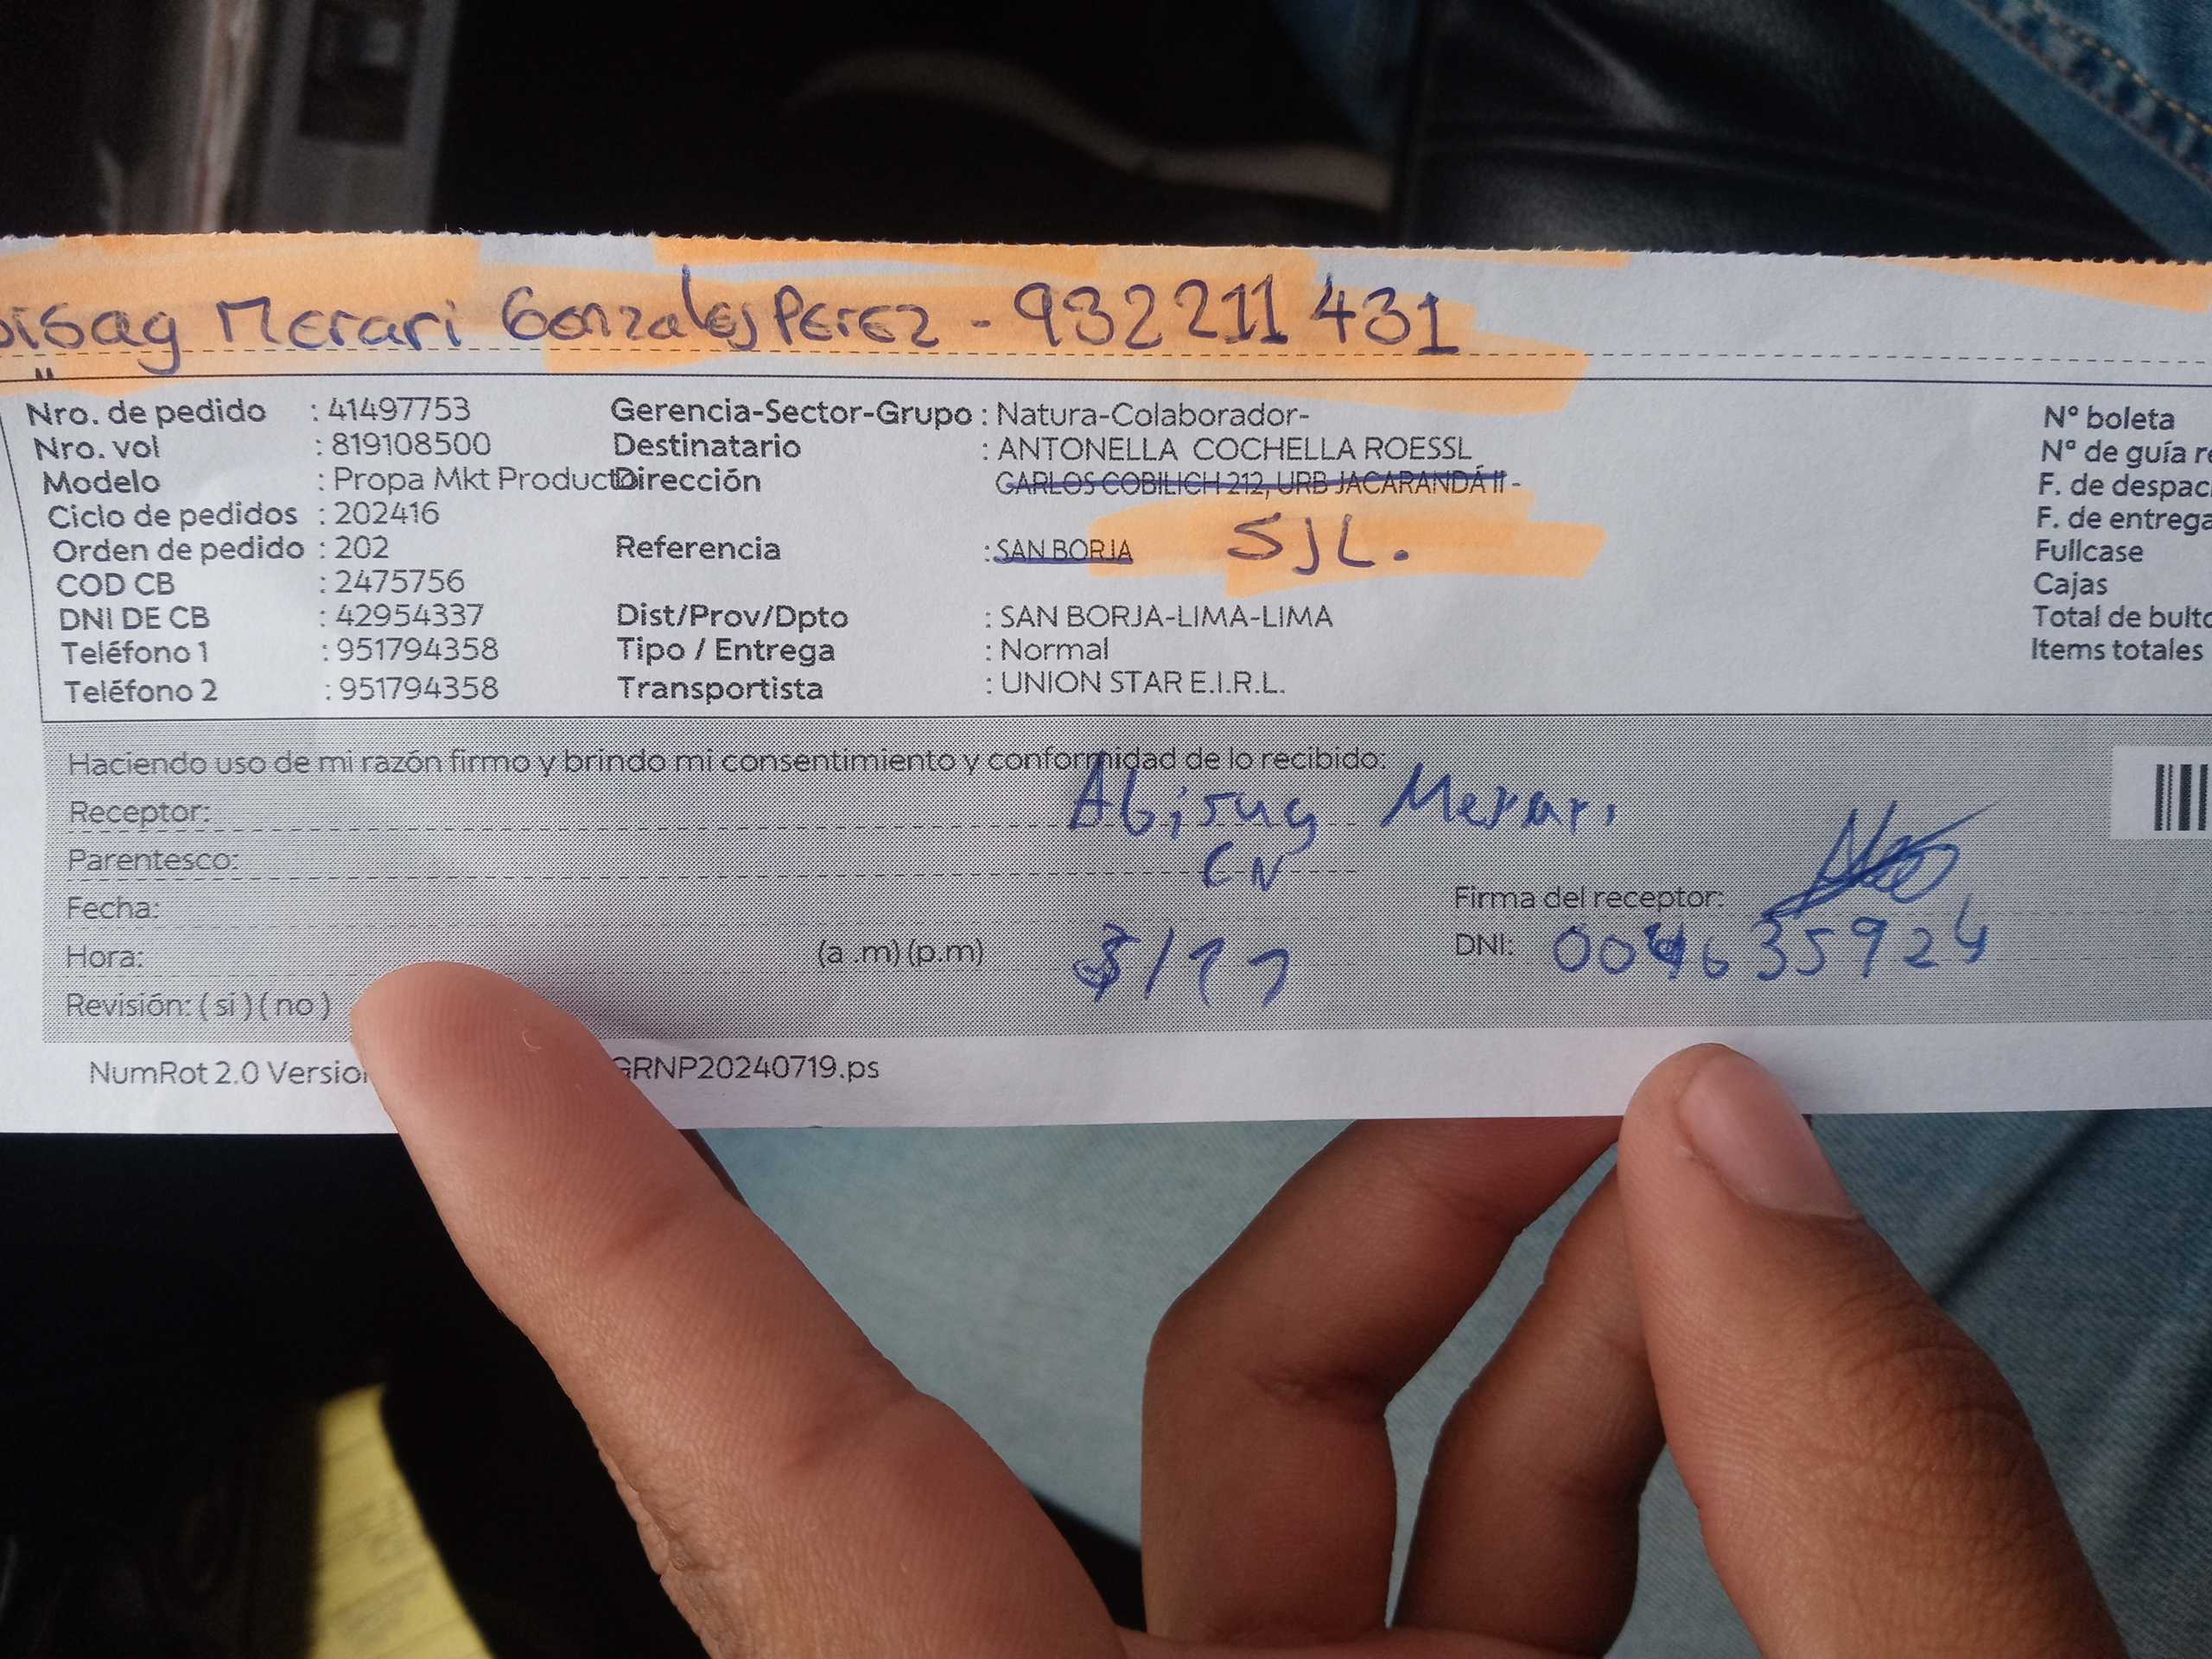 bisag Merari Gonzales PErEz - 932211431
Nro. de pedido : 41497753 Gerencia-Sector-Grupo : Natura-Colaborador- N° boleta
Nro. vol : 819108500 Destinatario : ANTONELLA COCHELLA ROESSL N° de guía re
Modelo : Propa Mkt Producto Dirección GARLOS COBILICH 212, URB JACARANDÁ II - F. de despac
Ciclo de pedidos : 202416 F. de entrega
Orden de pedido : 202 Referencia : SAN BORJA SJL. Fullcase
COD CB : 2475756 Cajas
DNI DE CB : 42954337 Dist/Prov/Dpto : SAN BORJA-LIMA-LIMA Total de bulto
Teléfono 1 : 951794358 Tipo / Entrega : Normal Items totales
Teléfono 2 : 951794358 Transportista : UNION STAR E.I.R.L.
Haciendo uso de mi razón firmo y brindo mi consentimiento y conformidad de lo recibido:
Receptor: Abisag Merari
Parentesco: CN
Fecha: Firma del receptor:
Hora: (a .m) (p.m) DNI: 004635924
Revisión: ( si ) ( no )
NumRot 2.0 Version GRNP20240719.ps